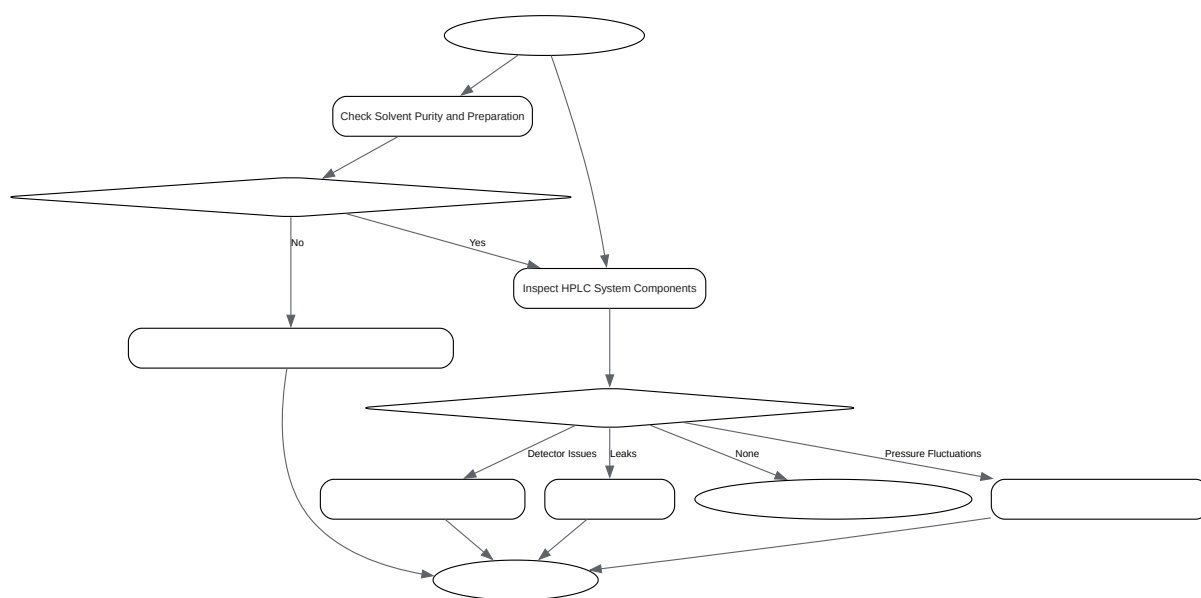 Check Solvent Purity and Preparation
No
Yes
Inspect HPLC System Components
Detector Issues
Leaks
None
Pressure Fluctuations